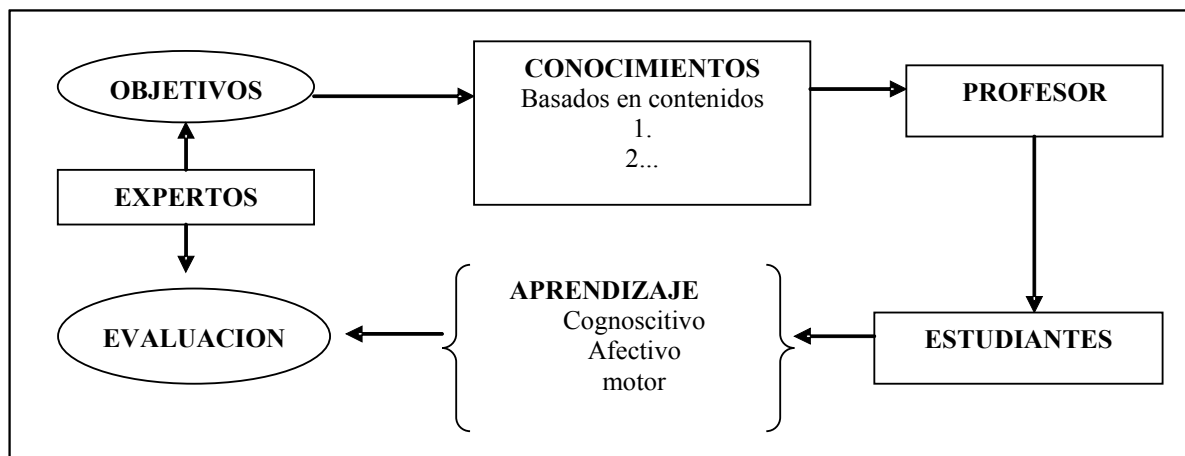 OBJETIVOS
CONOCIMIENTOS
Basados en contenidos
1.
2...
PROFESOR
EXPERTOS
EVALUACION
APRENDIZAJE
Cognoscitivo
Afectivo
motor
ESTUDIANTES